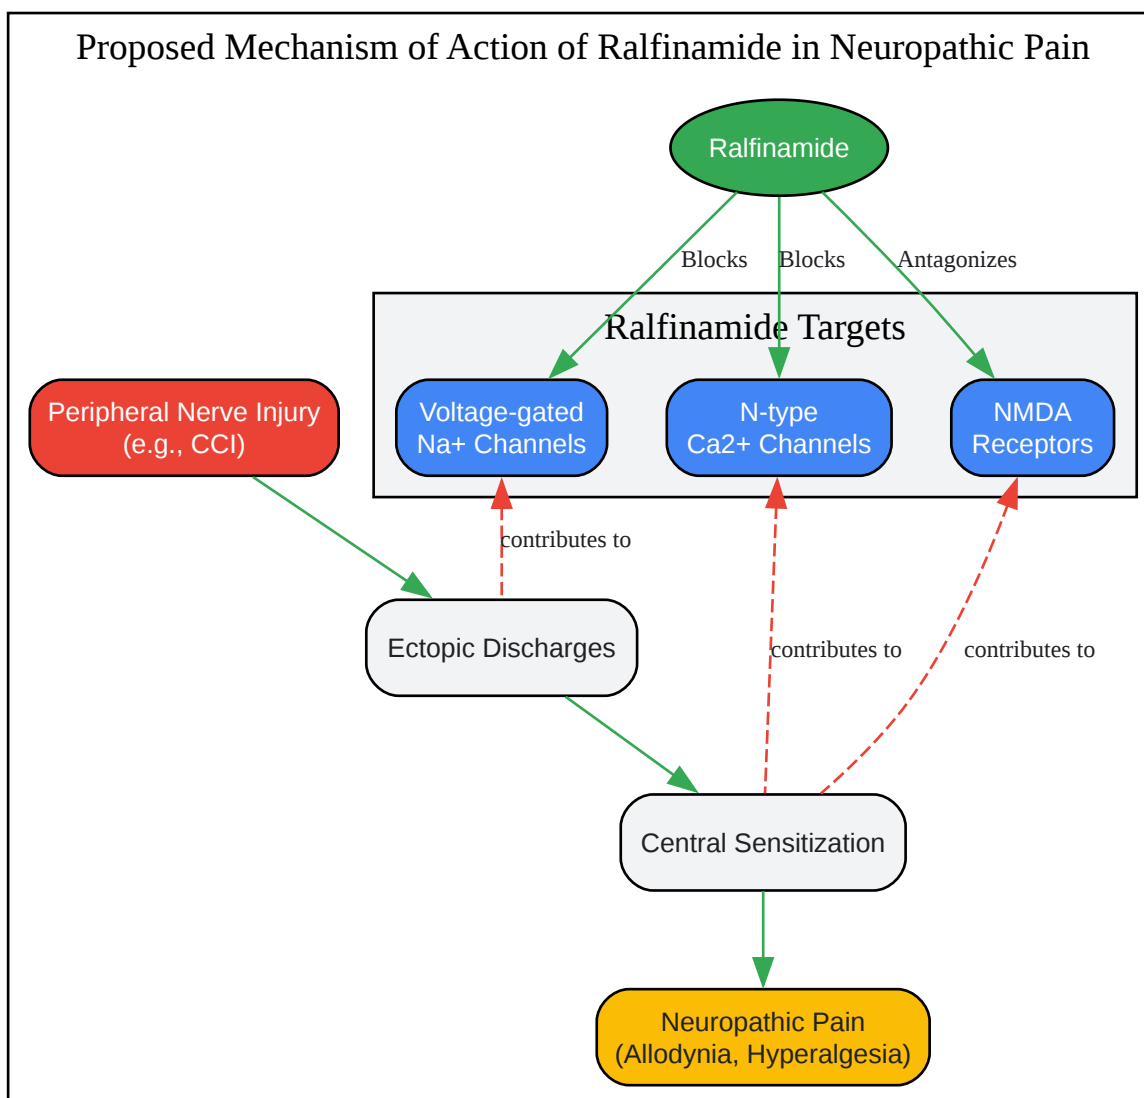 Proposed Mechanism of Action of Ralfinamide in Neuropathic Pain
Ralfinamide
Blocks
Blocks
Antagonizes
Ralfinamide Targets
Peripheral Nerve Injury
(e.g., CCI)
Voltage-gated
Na+ Channels
N-type
Ca2+ Channels
NMDA
Receptors
contributes to
Ectopic Discharges
contributes to
contributes to
Central Sensitization
Neuropathic Pain
(Allodynia, Hyperalgesia)